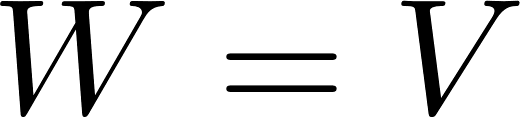 W = V